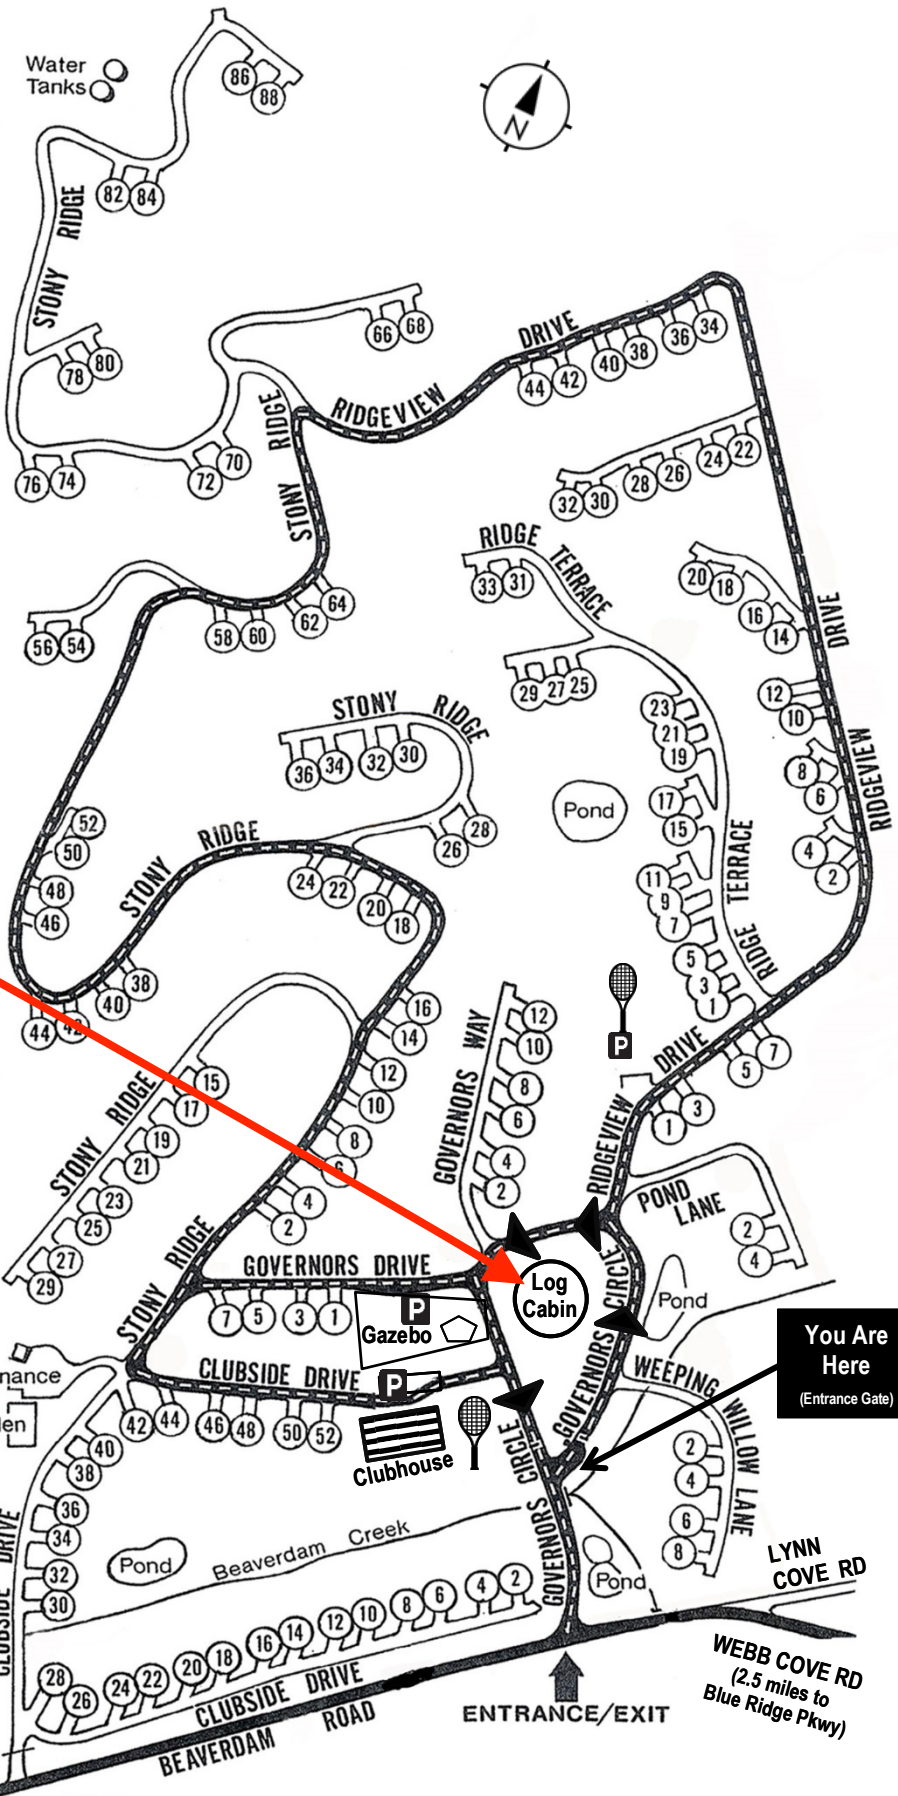 Water
Tanks
86
88
N
82
84
STONY RIDGE
66
68
78
80
RIDGEVIEW DRIVE
44
42
40
38
36
34
STONY RIDGE
76
74
72
70
32
30
28
26
24
22
RIDGE TERRACE
33
31
20
18
16
14
56
54
58
60
62
64
29
27
25
12
10
8
6
4
2
RIDGEVIEW DRIVE
23
21
19
17
15
11
9
7
5
3
1
RIDGE TERRACE
STONY RIDGE
36
34
32
30
28
26
Pond
52
50
48
46
44
42
40
38
STONY RIDGE
24
22
20
18
16
14
12
10
8
6
4
2
STONY RIDGE
15
17
19
21
23
25
27
29
GOVERNORS WAY
12
10
8
6
4
2
P
RIDGEVIEW DRIVE
7
5
3
1
POND
LANE
2
4
STONY RIDGE
GOVERNORS DRIVE
7
5
3
1
P
Gazebo
Log
Cabin
GOVERNORS CIRCLE
Pond
You Are
Here
(Entrance Gate)
WEEPING WILLOW LANE
2
4
6
8
nance
en
CLUBSIDE DRIVE
P
42
44
46
48
50
52
Clubhouse
GOVERNORS CIRCLE
40
38
36
34
32
30
CLUBSIDE DRIVE
Pond
Beaverdam Creek
Pond
LYNN
COVE RD
28
26
24
22
20
18
16
14
12
10
8
6
4
2
CLUBSIDE DRIVE
BEAVERDAM ROAD
ENTRANCE/EXIT
WEBB COVE RD
(2.5 miles to
Blue Ridge Pkwy)